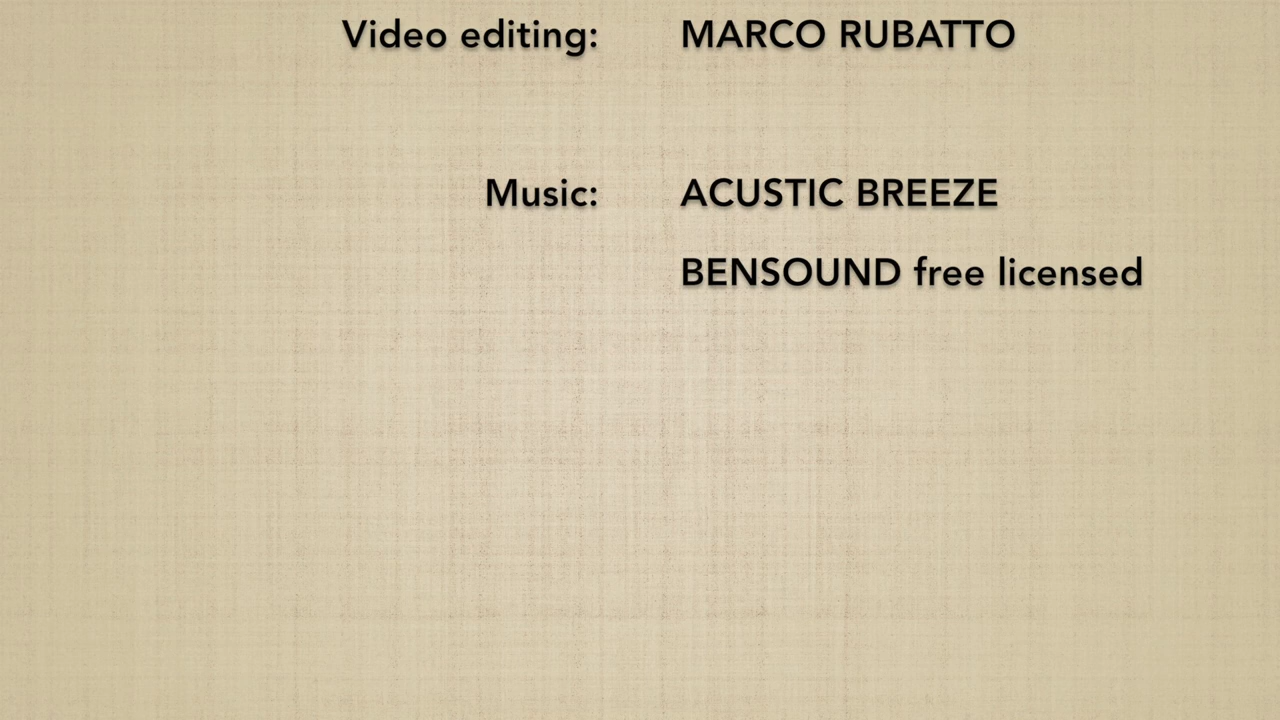 Video editing: MARCO RUBATTO
Music: ACUSTIC BREEZE
BENSOUND free licensed